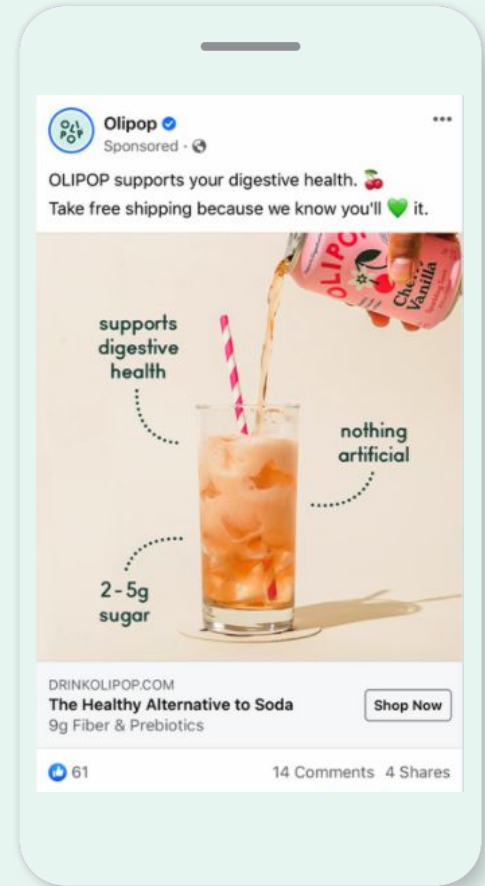 OLIPOP
Olipop
Sponsored ·
OLIPOP supports your digestive health. 🍒
Take free shipping because we know you'll 💚 it.
OLIPOP
Cherry
Vanilla
supports
digestive
health
nothing
artificial
2-5g
sugar
DRINKOLIPOP.COM
The Healthy Alternative to Soda
Shop Now
9g Fiber & Prebiotics
61
14 Comments 4 Shares